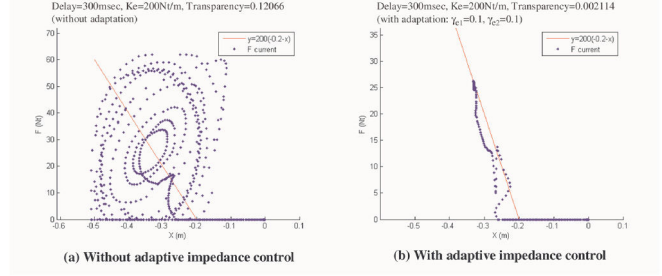 Delay=300msec, Ke=200Nt/m, Transparency=0.12066
(without adaptation)
y=200(-0.2-x)
F current
70
60
50
40
30
20
10
0
F (Nt)
-0.6
-0.5
-0.4
-0.3
-0.2
-0.1
0
0.1
X (m)
(a) Without adaptive impedance control
Delay=300msec, Ke=200Nt/m, Transparency=0.002114
(with adaptation: γe1=0.1, γe2=0.1)
y=200(-0.2-x)
F current
35
30
25
20
15
10
5
0
F (Nt)
-0.6
-0.5
-0.4
-0.3
-0.2
-0.1
0
0.1
X (m)
(b) With adaptive impedance control